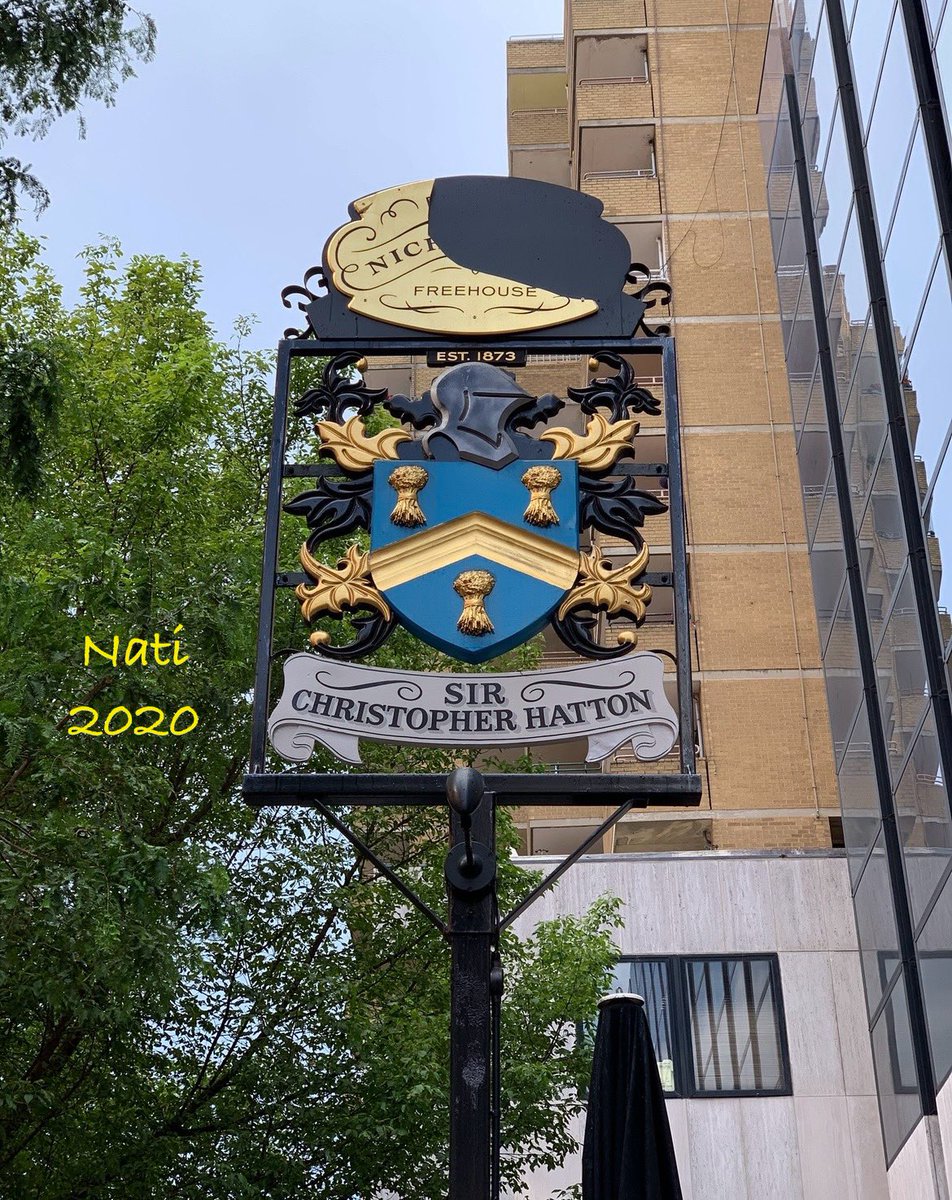 FREEHOUSE
EST. 1873
SIR
CHRISTOPHER HATTON
Nati
2020